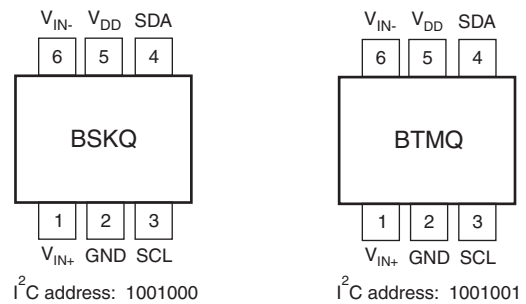 V_IN- V_DD SDA V_IN- V_DD SDA
6 5 4 6 5 4
BSKQ BTMQ
1 2 3 1 2 3
V_IN+ GND SCL V_IN+ GND SCL
I²C address: 1001000 I²C address: 1001001